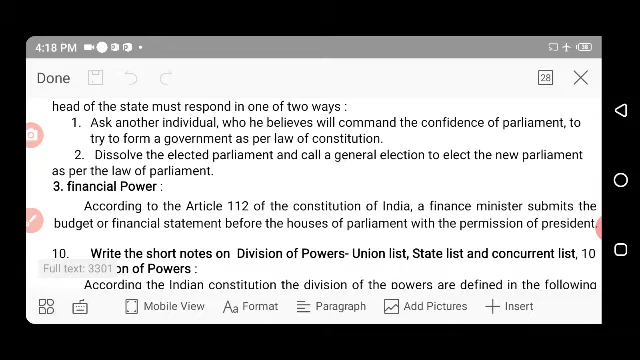 4:18 PM
Done
28
head of the state must respond in one of two ways :
1. Ask another individual, who he believes will command the confidence of parliament, to
try to form a government as per law of constitution.
2. Dissolve the elected parliament and call a general election to elect the new parliament
as per the law of parliament.
3. financial Power :
According to the Article 112 of the constitution of India, a finance minister submits the
budget or financial statement before the houses of parliament with the permission of president.
10. Write the short notes on Division of Powers- Union list, State list and concurrent list, 10
Full text: 3301 on of Powers :
According the Indian constitution the division of the powers are defined in the following
Mobile View Aa Format Paragraph Add Pictures Insert